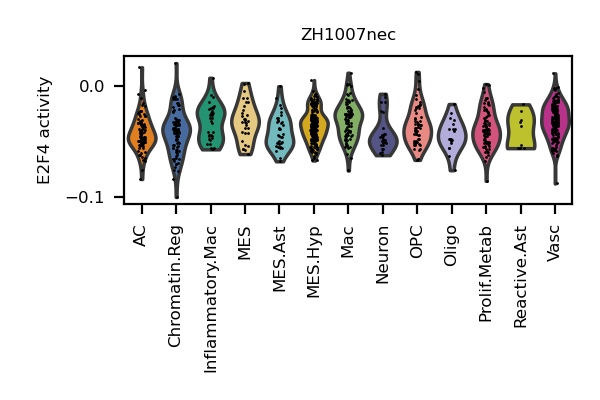 ZH1007nec
E2F4 activity
0.0
−0.1
AC
Chromatin.Reg
Inflammatory.Mac
MES
MES.Ast
MES.Hyp
Mac
Neuron
OPC
Oligo
Prolif.Metab
Reactive.Ast
Vasc